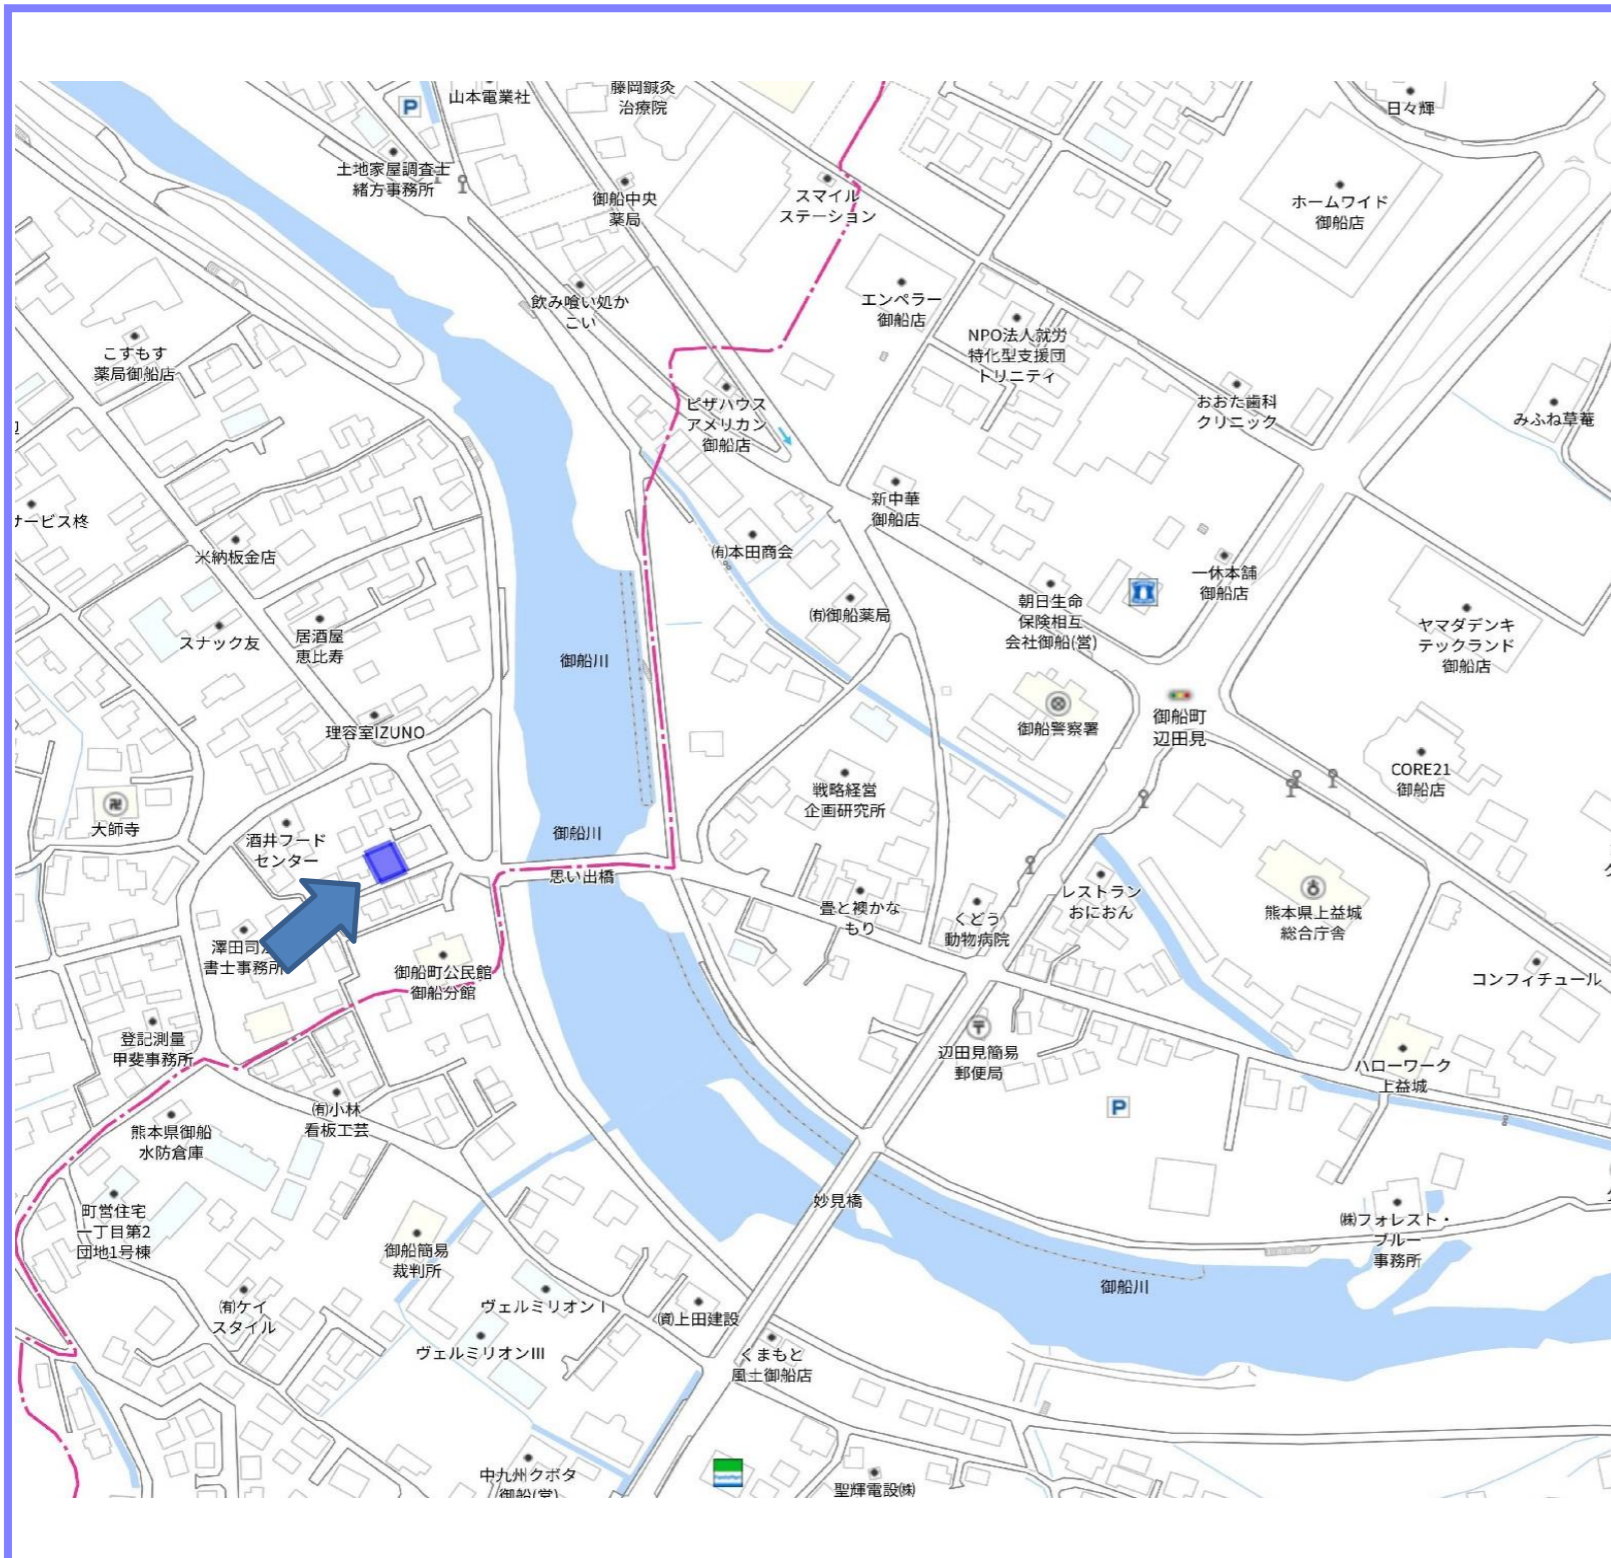 山本電業社
藤岡鍼灸
治療院
日々輝
P
土地家屋調査士
緒方事務所
御船中央
薬局
スマイル
ステーション
ホームワイド
御船店
飲み喰い処か
こい
エンペラー
御船店
NPO法人就労
特化型支援団
トリニティ
こすもす
薬局御船店
ピザハウス
アメリカン
御船店
おおた歯科
クリニック
みふね草菴
サービス柊
新中華
御船店
米納板金店
㈲本田商会
一休本舗
御船店
朝日生命
保険相互
会社御船(営)
㈲御船薬局
ヤマダデンキ
テックランド
御船店
スナック友
居酒屋
恵比寿
御船川
理容室IZUNO
御船警察署
御船町
辺田見
CORE21
御船店
戦略経営
企画研究所
大師寺
酒井フード
センター
御船川
思い出橋
畳と襖かな
もり
くどう
動物病院
レストラン
おにおん
熊本県上益城
総合庁舎
澤田司法
書士事務所
御船町公民館
御船分館
コンフィチュール
登記測量
甲斐事務所
辺田見簡易
郵便局
ハローワーク
上益城
㈲小林
看板工芸
P
熊本県御船
水防倉庫
町営住宅
一丁目第2
団地1号棟
妙見橋
㈱フォレスト・
ブルー
事務所
御船簡易
裁判所
御船川
㈲ケイ
スタイル
ヴェルミリオンⅠ
㈾上田建設
ヴェルミリオンIII
くまもと
風土御船店
FamilyMart
中九州クボタ
御船(営)
聖輝電設㈱